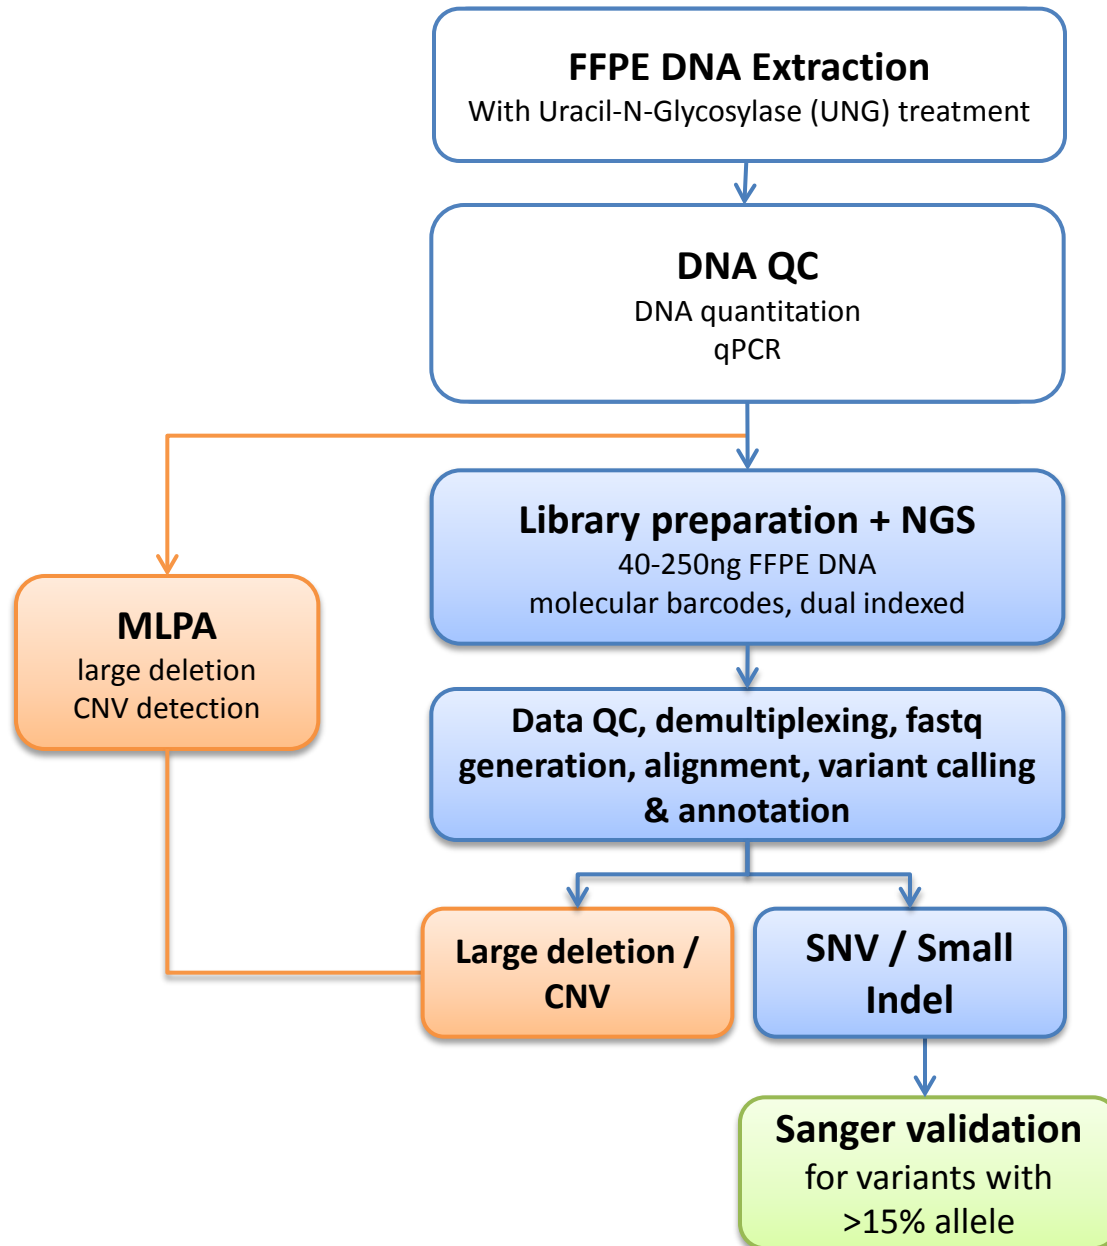 FFPE DNA Extraction
With Uracil-N-Glycosylase (UNG) treatment
DNA QC
DNA quantitation
qPCR
Library preparation + NGS
40-250ng FFPE DNA
molecular barcodes, dual indexed
MLPA
large deletion
CNV detection
Data QC, demultiplexing, fastq
generation, alignment, variant calling
& annotation
Large deletion /
CNV
SNV / Small
Indel
Sanger validation
for variants with
>15% allele